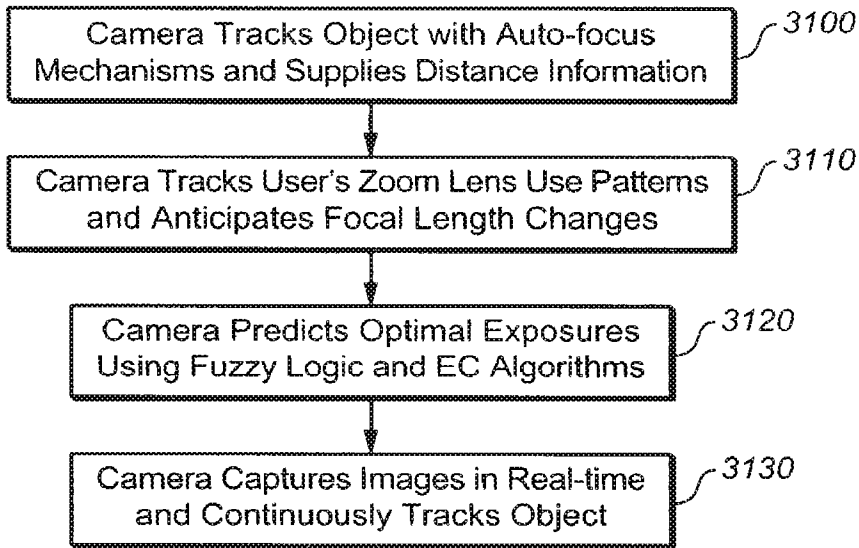 Camera Tracks Object with Auto-focus
Mechanisms and Supplies Distance Information
3100
Camera Tracks User's Zoom Lens Use Patterns
and Anticipates Focal Length Changes
3110
Camera Predicts Optimal Exposures
Using Fuzzy Logic and EC Algorithms
3120
Camera Captures Images in Real-time
and Continuously Tracks Object
3130